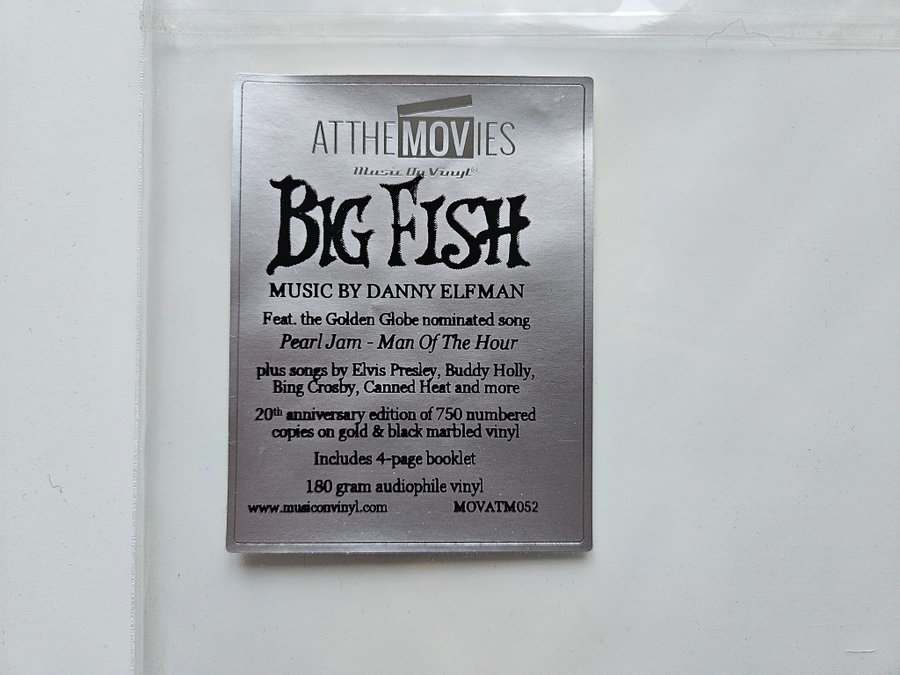 ATTHEMOVIES
Music On Vinyl®
BIG FISH
MUSIC BY DANNY ELFMAN
Feat. the Golden Globe nominated song
Pearl Jam - Man Of The Hour
plus songs by Elvis Presley, Buddy Holly,
Bing Crosby, Canned Heat and more
20th anniversary edition of 750 numbered
copies on gold & black marbled vinyl
Includes 4-page booklet
180 gram audiophile vinyl
www.musiconvinyl.com MOVATM052